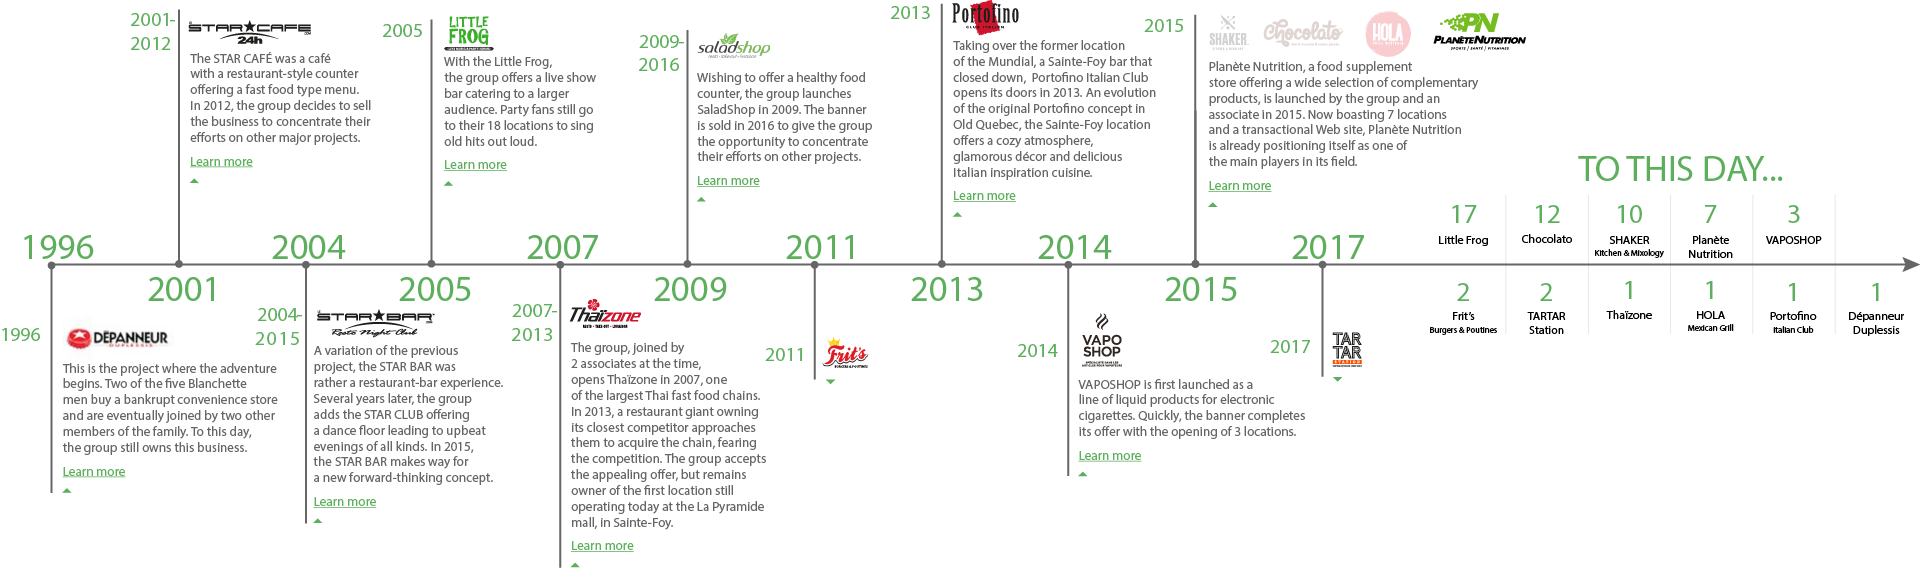 2001-
2012
STAR★CAFE
24h
The STAR CAFÉ was a café
with a restaurant-style counter
offering a fast food type menu.
In 2012, the group decides to sell
the business to concentrate their
efforts on other major projects.
Learn more
2005
LITTLE
FROG
With the Little Frog,
the group offers a live show
bar catering to a larger
audience. Party fans still go
to their 18 locations to sing
old hits out loud.
Learn more
2009-
2016
saladshop
Wishing to offer a healthy food
counter, the group launches
SaladShop in 2009. The banner
is sold in 2016 to give the group
the opportunity to concentrate
their efforts on other projects.
Learn more
2013
Portofino
CLUB ITALIEN
Taking over the former location
of the Mundial, a Sainte-Foy bar that
closed down, Portofino Italian Club
opens its doors in 2013. An evolution
of the original Portofino concept in
Old Quebec, the Sainte-Foy location
offers a cozy atmosphere,
glamorous décor and delicious
Italian inspiration cuisine.
Learn more
2015
SHAKER
Chocolato
HOLA
PN
PLANÈTENUTRITION
SPORTS / SANTÉ / VITAMINES
Planète Nutrition, a food supplement
store offering a wide selection of complementary
products, is launched by the group and an
associate in 2015. Now boasting 7 locations
and a transactional Web site, Planète Nutrition
is already positioning itself as one of
the main players in its field.
Learn more
TO THIS DAY...
17
Little Frog
12
Chocolato
10
SHAKER
Kitchen & Mixology
7
Planète
Nutrition
3
VAPOSHOP
1996
2004
2007
2011
2014
2017
2001
2005
2009
2013
2015
2
Frit's
Burgers & Poutines
2
TARTAR
Station
1
Thaïzone
1
HOLA
Mexican Grill
1
Portofino
Italian Club
1
Dépanneur
Duplessis
1996
DÉPANNEUR
DUPLESSIS
This is the project where the adventure
begins. Two of the five Blanchette
men buy a bankrupt convenience store
and are eventually joined by two other
members of the family. To this day,
the group still owns this business.
Learn more
2004-
2015
STAR★BAR
Resto Night Club
A variation of the previous
project, the STAR BAR was
rather a restaurant-bar experience.
Several years later, the group
adds the STAR CLUB offering
a dance floor leading to upbeat
evenings of all kinds. In 2015,
the STAR BAR makes way for
a new forward-thinking concept.
Learn more
2007-
2013
Thaïzone
The group, joined by
2 associates at the time,
opens Thaïzone in 2007, one
of the largest Thai fast food chains.
In 2013, a restaurant giant owning
its closest competitor approaches
them to acquire the chain, fearing
the competition. The group accepts
the appealing offer, but remains
owner of the first location still
operating today at the La Pyramide
mall, in Sainte-Foy.
Learn more
2011
Frit's
BURGERS & POUTINES
2014
VAPO
SHOP
VAPOSHOP is first launched as a
line of liquid products for electronic
cigarettes. Quickly, the banner completes
its offer with the opening of 3 locations.
Learn more
2017
TAR
TAR
STATION